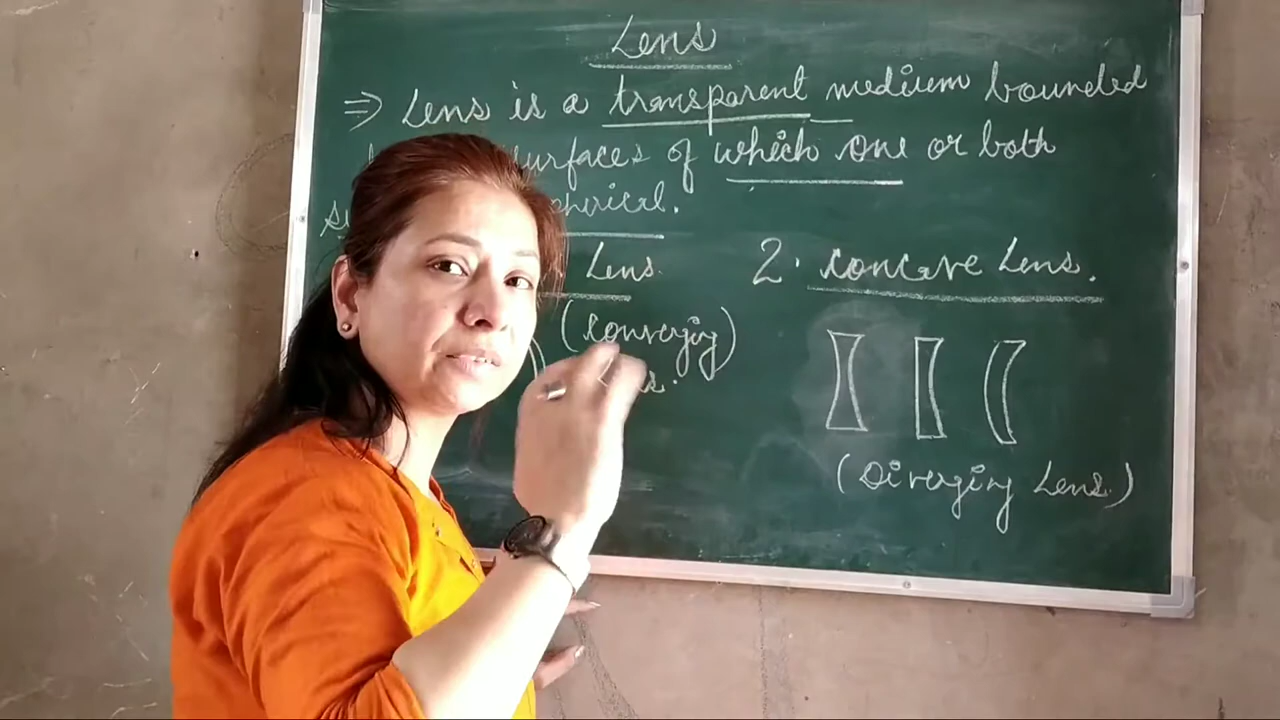 Lens
⇒ Lens is a transparent medium bounded
surfaces of which one or both
spherical.
Lens. 2. Concave Lens.
(Converging)
(Diverging Lens.)